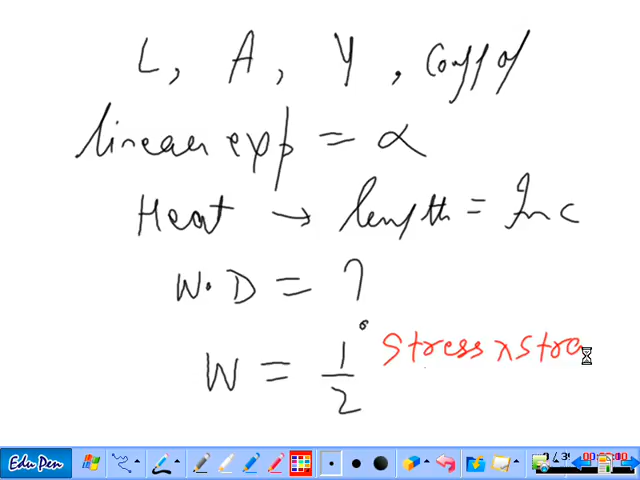 L, A, Y, Coff of
linear exp = α
Heat → length = Inc
W.D = ?
W = 1/2 Stress x Stra
Edu Pen